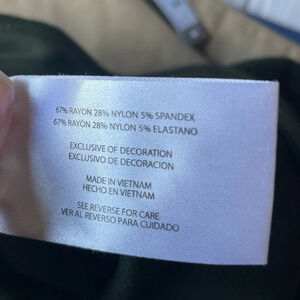 67% RAYON 28% NYLON 5% SPANDEX
67% RAYÓN 28% NYLON 5% ELASTANO
EXCLUSIVE OF DECORATION
EXCLUSIVO DE DECORACION
MADE IN VIETNAM
HECHO EN VIETNAM
SEE REVERSE FOR CARE
VER AL REVERSO PARA CUIDADO